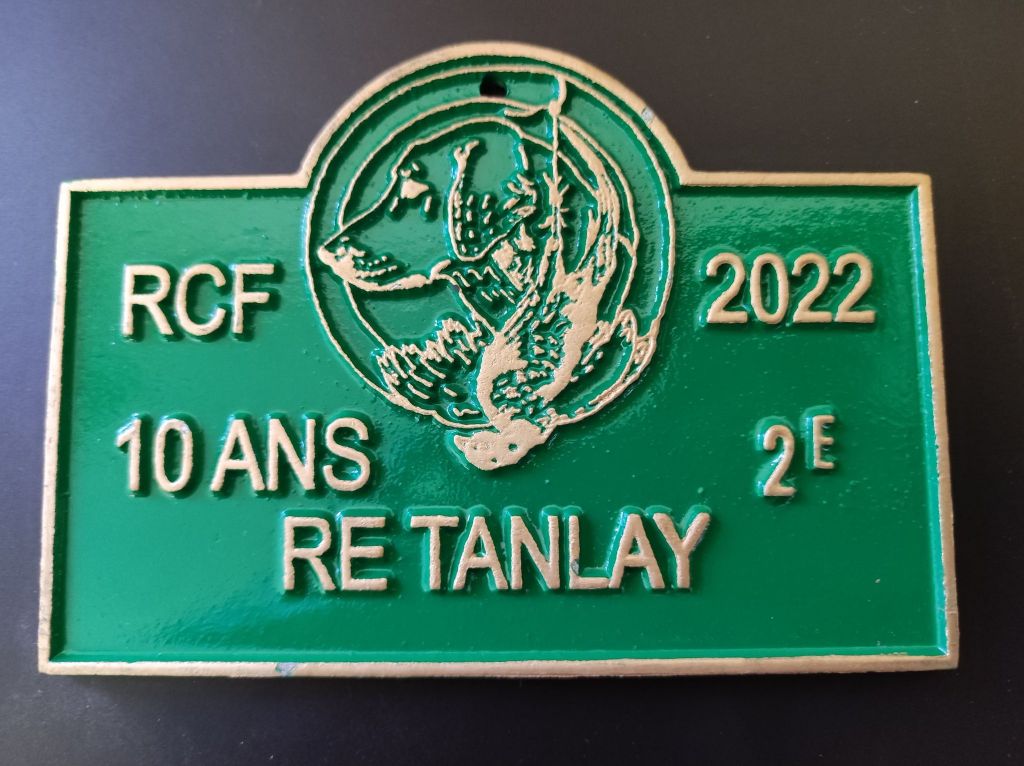 RCF 2022
10 ANS 2E
RE TANLAY